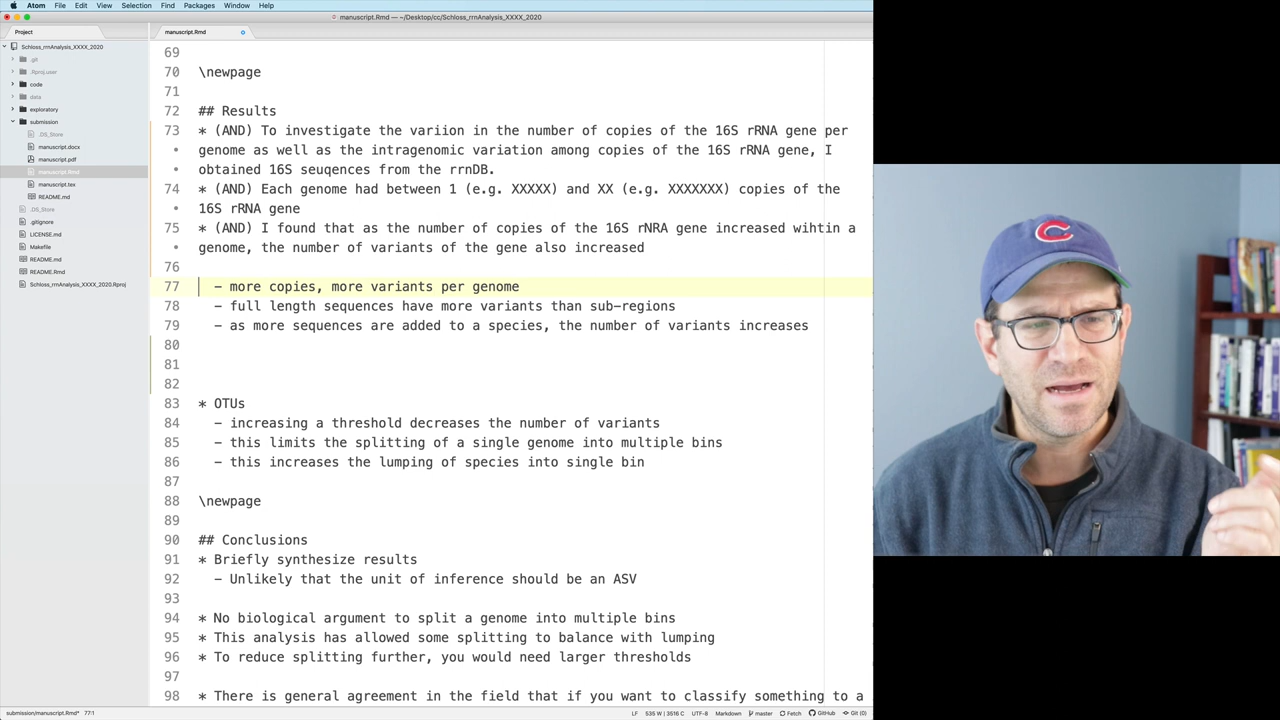 Atom File Edit View Selection Find Packages Window Help
manuscript.Rmd — ~/Desktop/cc/Schloss_rrnAnalysis_XXXX_2020
Project
manuscript.Rmd
Schloss_rrnAnalysis_XXXX_2020
.git
.Rproj.user
code
data
exploratory
submission
.DS_Store
manuscript.docx
manuscript.pdf
manuscript.Rmd
manuscript.tex
README.md
.DS_Store
.gitignore
LICENSE.md
Makefile
README.md
README.Rmd
Schloss_rrnAnalysis_XXXX_2020.Rproj
69
70 \newpage
71
72 ## Results
73 * (AND) To investigate the variion in the number of copies of the 16S rRNA gene per
• genome as well as the intragenomic variation among copies of the 16S rRNA gene, I
• obtained 16S seuqences from the rrnDB.
74 * (AND) Each genome had between 1 (e.g. XXXXX) and XX (e.g. XXXXXXX) copies of the
• 16S rRNA gene
75 * (AND) I found that as the number of copies of the 16S rNRA gene increased wihtin a
• genome, the number of variants of the gene also increased
76
77 - more copies, more variants per genome
78 - full length sequences have more variants than sub-regions
79 - as more sequences are added to a species, the number of variants increases
80
81
82
83 * OTUs
84 - increasing a threshold decreases the number of variants
85 - this limits the splitting of a single genome into multiple bins
86 - this increases the lumping of species into single bin
87
88 \newpage
89
90 ## Conclusions
91 * Briefly synthesize results
92 - Unlikely that the unit of inference should be an ASV
93
94 * No biological argument to split a genome into multiple bins
95 * This analysis has allowed some splitting to balance with lumping
96 * To reduce splitting further, you would need larger thresholds
97
98 * There is general agreement in the field that if you want to classify something to a
submission/manuscript.Rmd* 77:1 LF 535 W | 3516 C UTF-8 Markdown master Fetch GitHub Git (0)